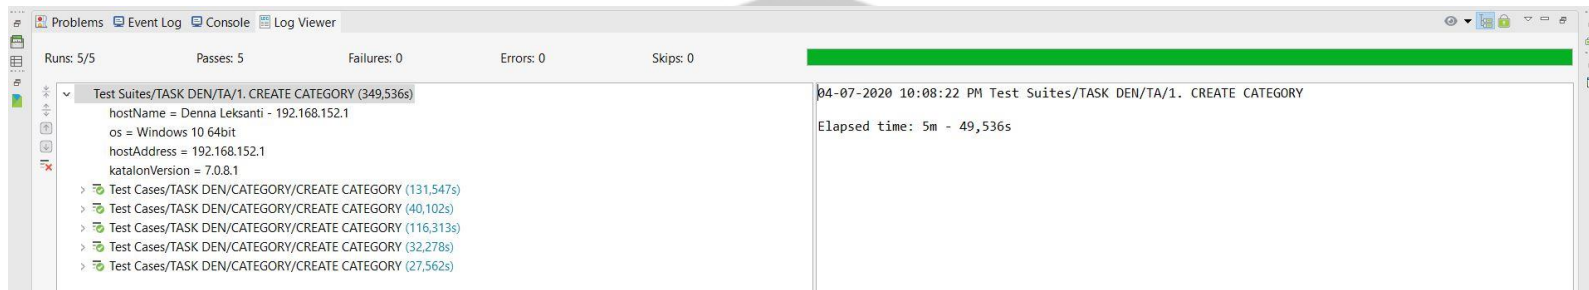 Problems Event Log Console Log Viewer
Runs: 5/5 Passes: 5 Failures: 0 Errors: 0 Skips: 0
Test Suites/TASK DEN/TA/1. CREATE CATEGORY (349,536s)
hostName = Denna Leksanti - 192.168.152.1
os = Windows 10 64bit
hostAddress = 192.168.152.1
katalonVersion = 7.0.8.1
Test Cases/TASK DEN/CATEGORY/CREATE CATEGORY (131,547s)
Test Cases/TASK DEN/CATEGORY/CREATE CATEGORY (40,102s)
Test Cases/TASK DEN/CATEGORY/CREATE CATEGORY (116,313s)
Test Cases/TASK DEN/CATEGORY/CREATE CATEGORY (32,278s)
Test Cases/TASK DEN/CATEGORY/CREATE CATEGORY (27,562s)
04-07-2020 10:08:22 PM Test Suites/TASK DEN/TA/1. CREATE CATEGORY
Elapsed time: 5m - 49,536s